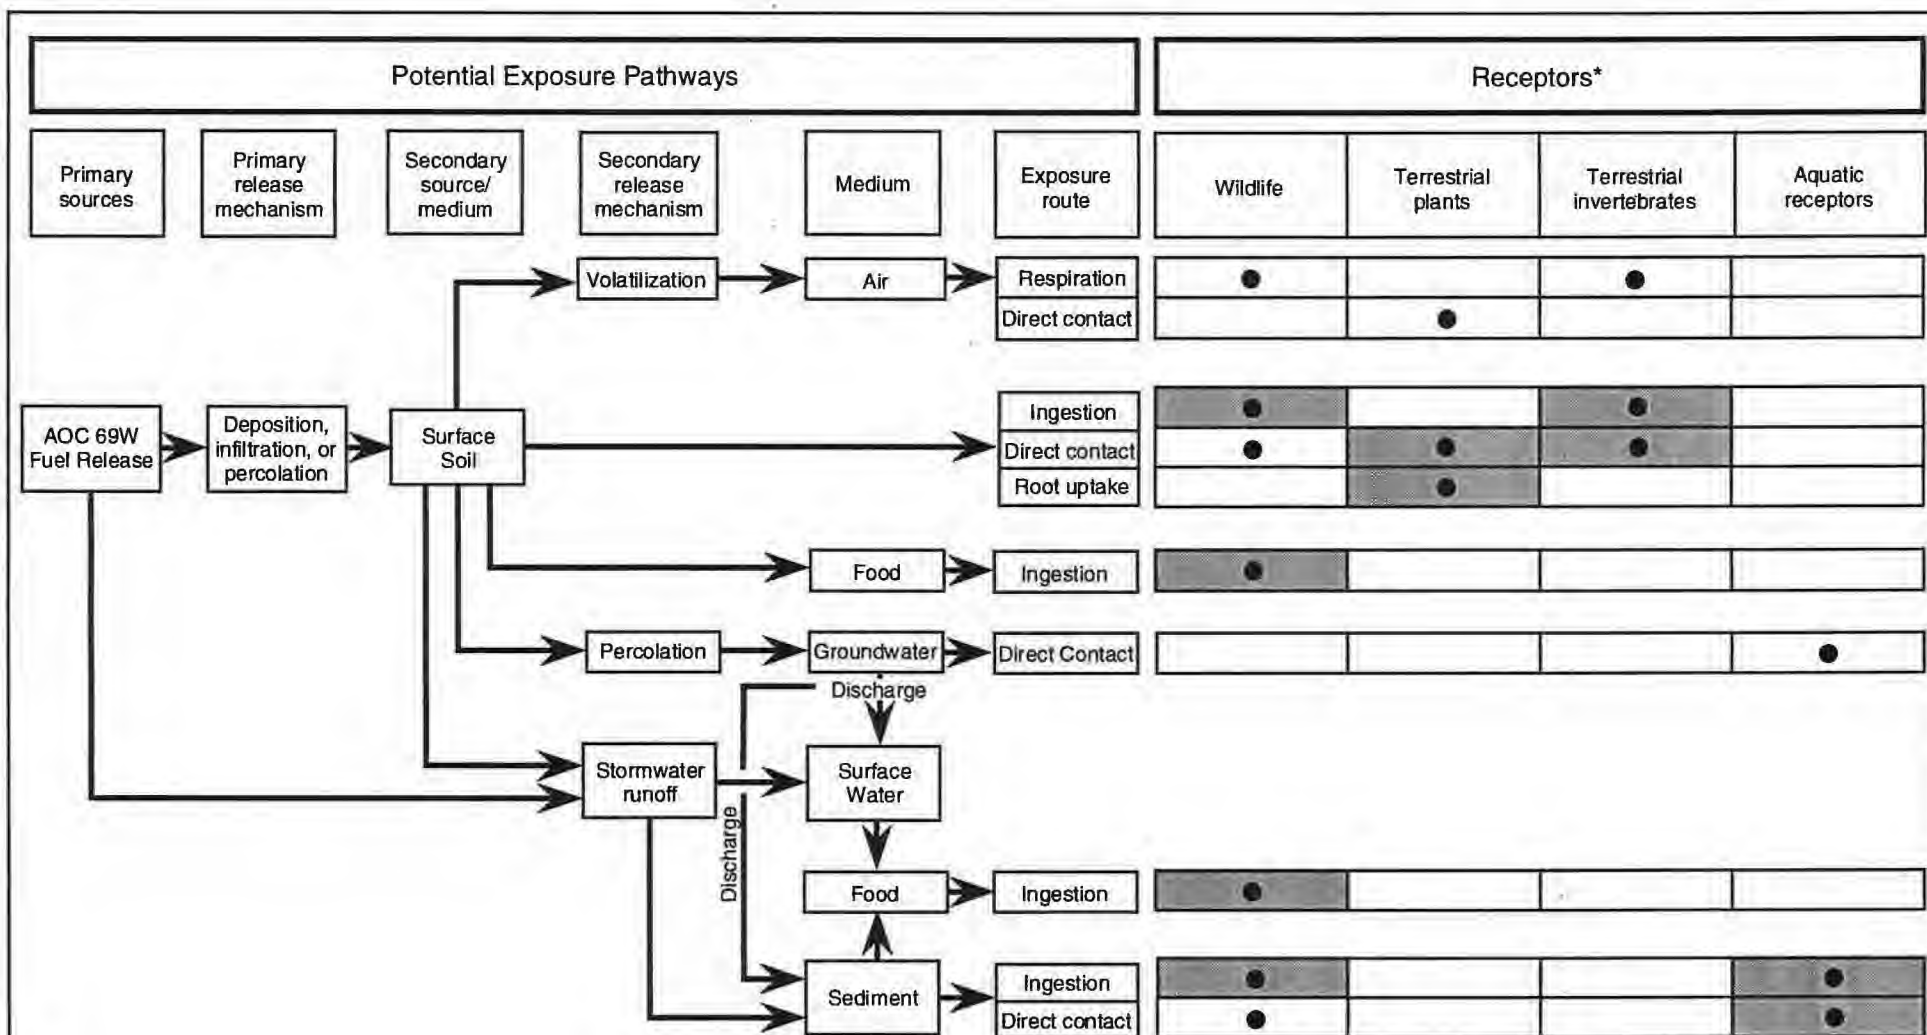 Potential Exposure Pathways
Receptors*
Primary
sources
Primary
release
mechanism
Secondary
source/
medium
Secondary
release
mechanism
Medium
Exposure
route
Wildlife
Terrestrial
plants
Terrestrial
invertebrates
Aquatic
receptors
Volatilization
Air
Respiration
Direct contact
AOC 69W
Fuel Release
Deposition,
infiltration, or
percolation
Surface
Soil
Ingestion
Direct contact
Root uptake
Food
Ingestion
Percolation
Groundwater
Direct Contact
Discharge
Stormwater
runoff
Surface
Water
Discharge
Food
Ingestion
Sediment
Ingestion
Direct contact